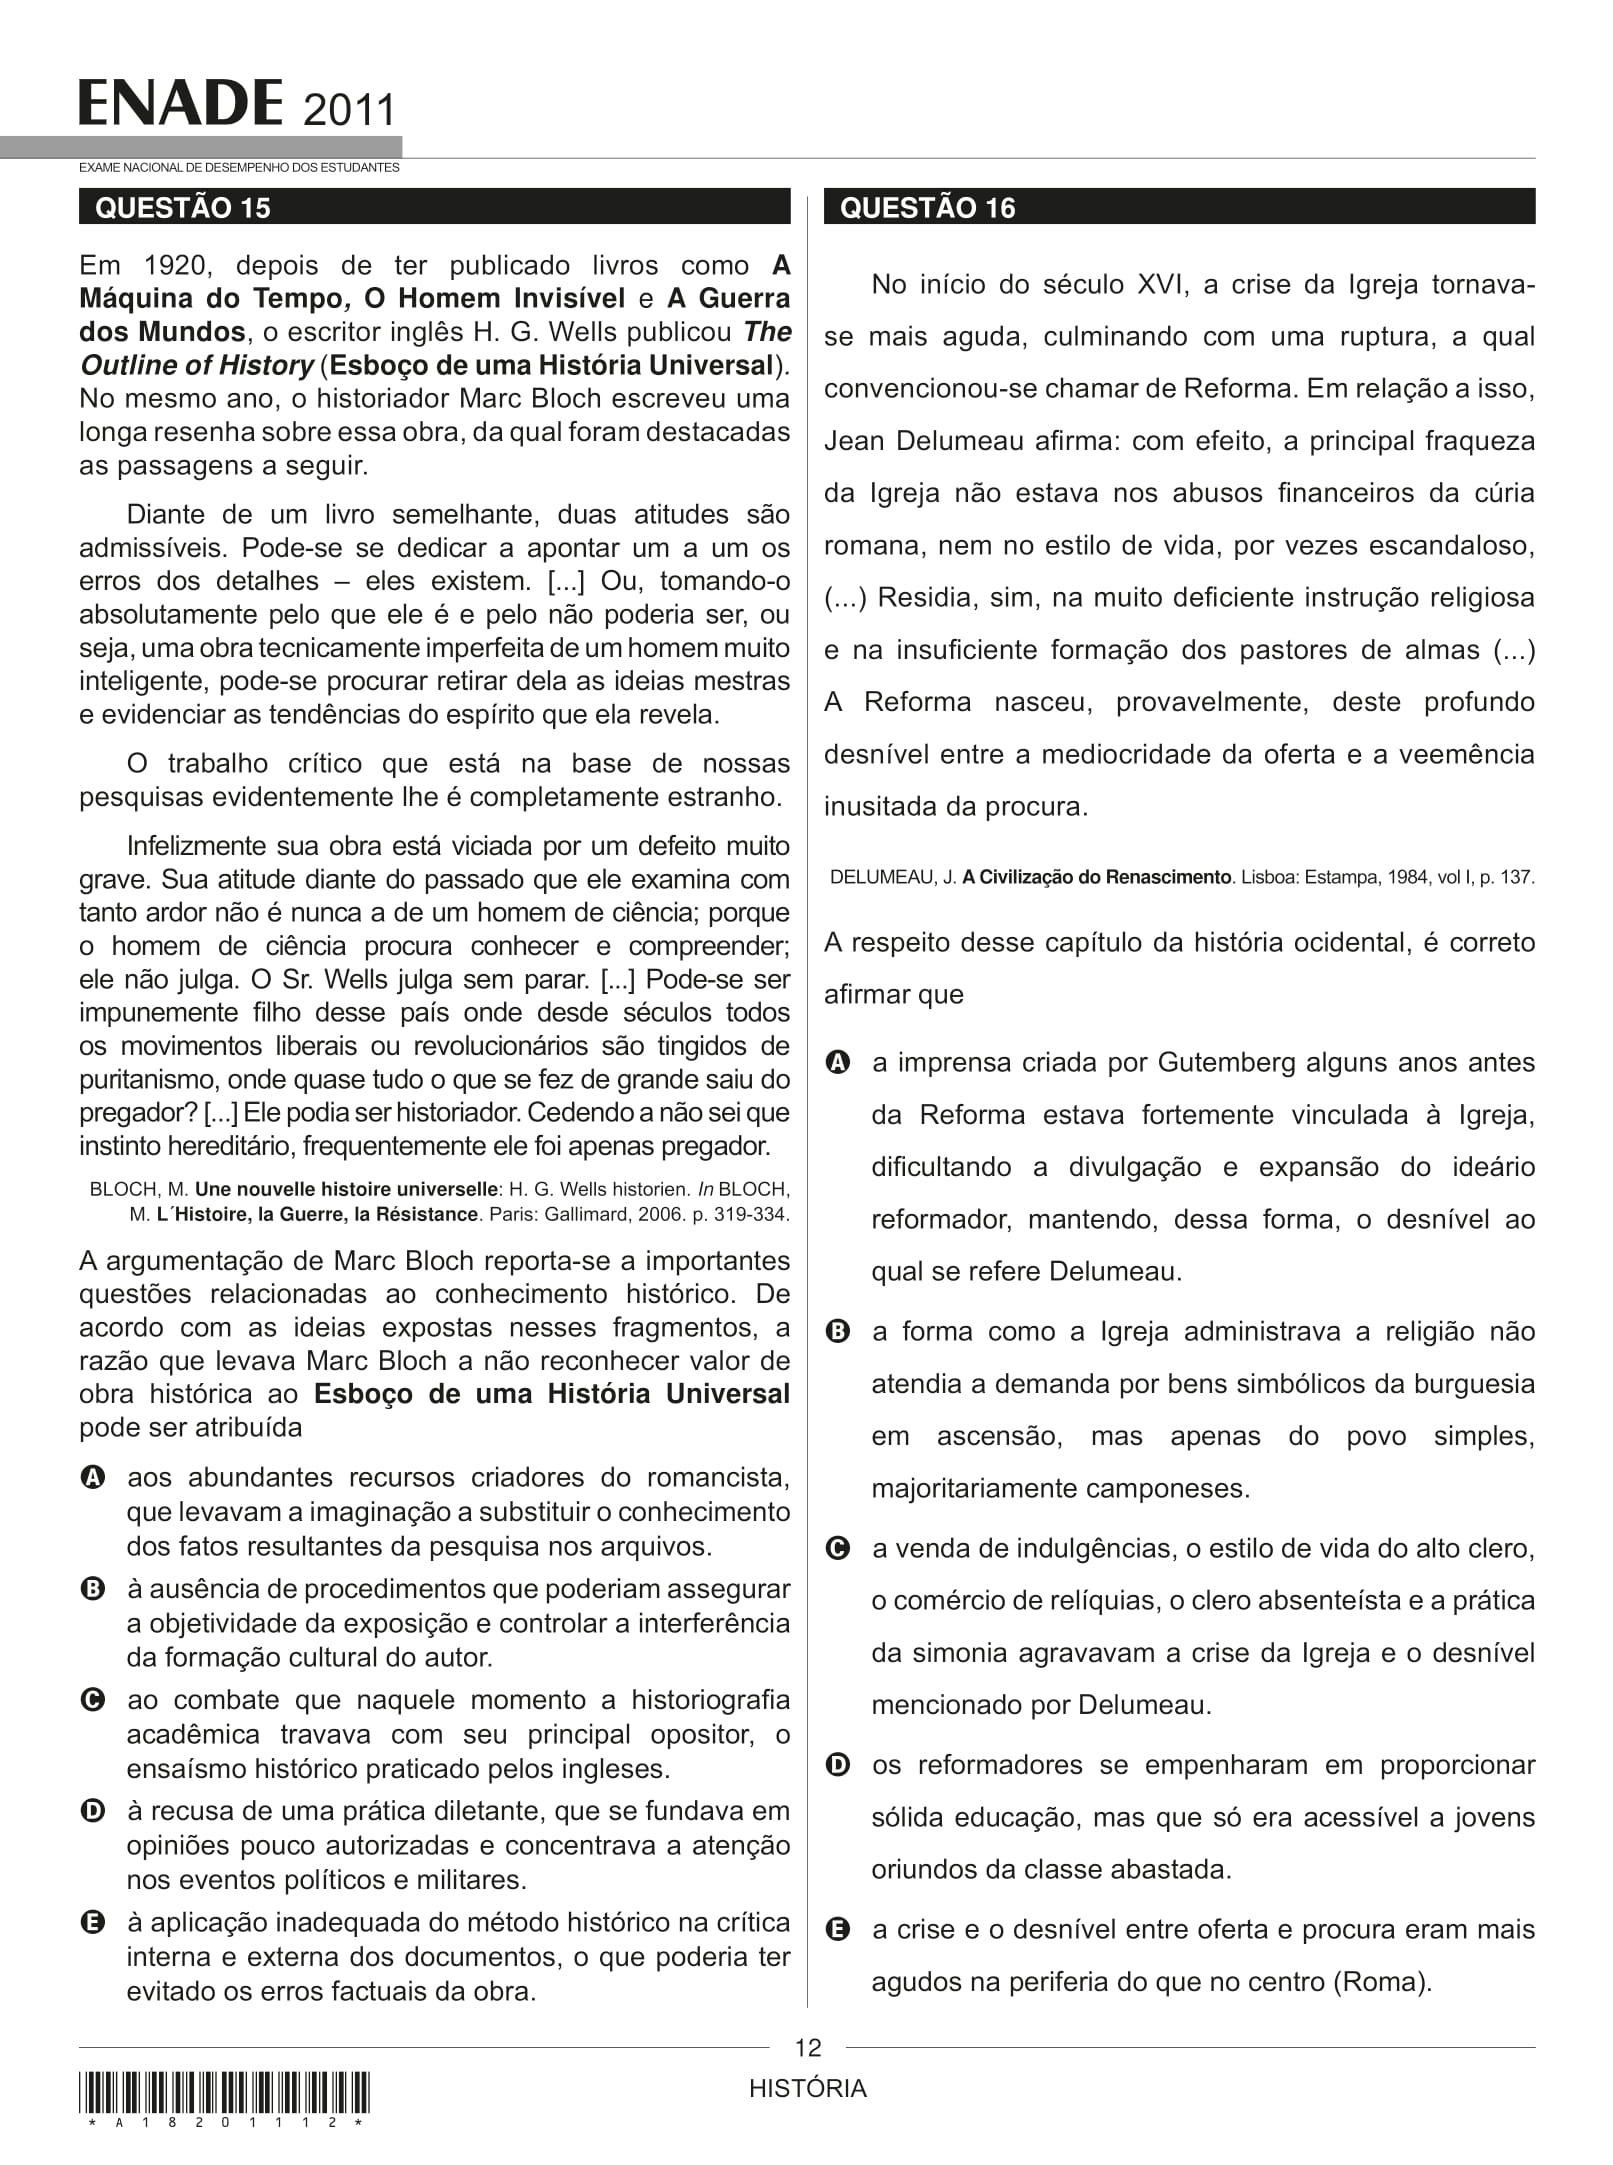 ENADE 2011
EXAME NACIONAL DE DESEMPENHO DOS ESTUDANTES
QUESTÃO 15
Em 1920, depois de ter publicado livros como A
Máquina do Tempo, O Homem Invisível e A Guerra
dos Mundos, o escritor inglês H. G. Wells publicou The
Outline of History (Esboço de uma História Universal).
No mesmo ano, o historiador Marc Bloch escreveu uma
longa resenha sobre essa obra, da qual foram destacadas
as passagens a seguir.
Diante de um livro semelhante, duas atitudes são
admissíveis. Pode-se se dedicar a apontar um a um os
erros dos detalhes – eles existem. [...] Ou, tomando-o
absolutamente pelo que ele é e pelo não poderia ser, ou
seja, uma obra tecnicamente imperfeita de um homem muito
inteligente, pode-se procurar retirar dela as ideias mestras
e evidenciar as tendências do espírito que ela revela.
O trabalho crítico que está na base de nossas
pesquisas evidentemente lhe é completamente estranho.
Infelizmente sua obra está viciada por um defeito muito
grave. Sua atitude diante do passado que ele examina com
tanto ardor não é nunca a de um homem de ciência; porque
o homem de ciência procura conhecer e compreender;
ele não julga. O Sr. Wells julga sem parar. [...] Pode-se ser
impunemente filho desse país onde desde séculos todos
os movimentos liberais ou revolucionários são tingidos de
puritanismo, onde quase tudo o que se fez de grande saiu do
pregador? [...] Ele podia ser historiador. Cedendo a não sei que
instinto hereditário, frequentemente ele foi apenas pregador.
BLOCH, M. Une nouvelle histoire universelle: H. G. Wells historien. In BLOCH,
M. L´Histoire, la Guerre, la Résistance. Paris: Gallimard, 2006. p. 319-334.
A argumentação de Marc Bloch reporta-se a importantes
questões relacionadas ao conhecimento histórico. De
acordo com as ideias expostas nesses fragmentos, a
razão que levava Marc Bloch a não reconhecer valor de
obra histórica ao Esboço de uma História Universal
pode ser atribuída
A aos abundantes recursos criadores do romancista,
que levavam a imaginação a substituir o conhecimento
dos fatos resultantes da pesquisa nos arquivos.
B à ausência de procedimentos que poderiam assegurar
a objetividade da exposição e controlar a interferência
da formação cultural do autor.
C ao combate que naquele momento a historiografia
acadêmica travava com seu principal opositor, o
ensaísmo histórico praticado pelos ingleses.
D à recusa de uma prática diletante, que se fundava em
opiniões pouco autorizadas e concentrava a atenção
nos eventos políticos e militares.
E à aplicação inadequada do método histórico na crítica
interna e externa dos documentos, o que poderia ter
evitado os erros factuais da obra.
QUESTÃO 16
No início do século XVI, a crise da Igreja tornava-
se mais aguda, culminando com uma ruptura, a qual
convencionou-se chamar de Reforma. Em relação a isso,
Jean Delumeau afirma: com efeito, a principal fraqueza
da Igreja não estava nos abusos financeiros da cúria
romana, nem no estilo de vida, por vezes escandaloso,
(...) Residia, sim, na muito deficiente instrução religiosa
e na insuficiente formação dos pastores de almas (...)
A Reforma nasceu, provavelmente, deste profundo
desnível entre a mediocridade da oferta e a veemência
inusitada da procura.
DELUMEAU, J. A Civilização do Renascimento. Lisboa: Estampa, 1984, vol I, p. 137.
A respeito desse capítulo da história ocidental, é correto
afirmar que
A a imprensa criada por Gutemberg alguns anos antes
da Reforma estava fortemente vinculada à Igreja,
dificultando a divulgação e expansão do ideário
reformador, mantendo, dessa forma, o desnível ao
qual se refere Delumeau.
B a forma como a Igreja administrava a religião não
atendia a demanda por bens simbólicos da burguesia
em ascensão, mas apenas do povo simples,
majoritariamente camponeses.
C a venda de indulgências, o estilo de vida do alto clero,
o comércio de relíquias, o clero absenteísta e a prática
da simonia agravavam a crise da Igreja e o desnível
mencionado por Delumeau.
D os reformadores se empenharam em proporcionar
sólida educação, mas que só era acessível a jovens
oriundos da classe abastada.
E a crise e o desnível entre oferta e procura eram mais
agudos na periferia do que no centro (Roma).
12
HISTÓRIA
* A 1 8 2 0 1 1 1 2 *